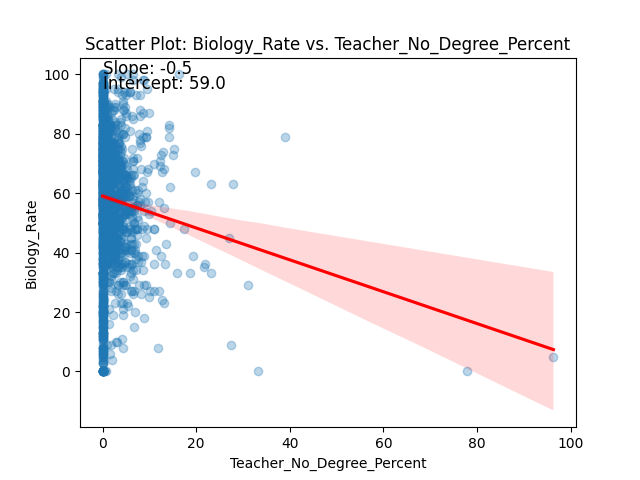 Scatter Plot: Biology_Rate vs. Teacher_No_Degree_Percent
Slope: -0.5
Intercept: 59.0
100
80
60
40
20
0
Biology_Rate
0 20 40 60 80 100
Teacher_No_Degree_Percent